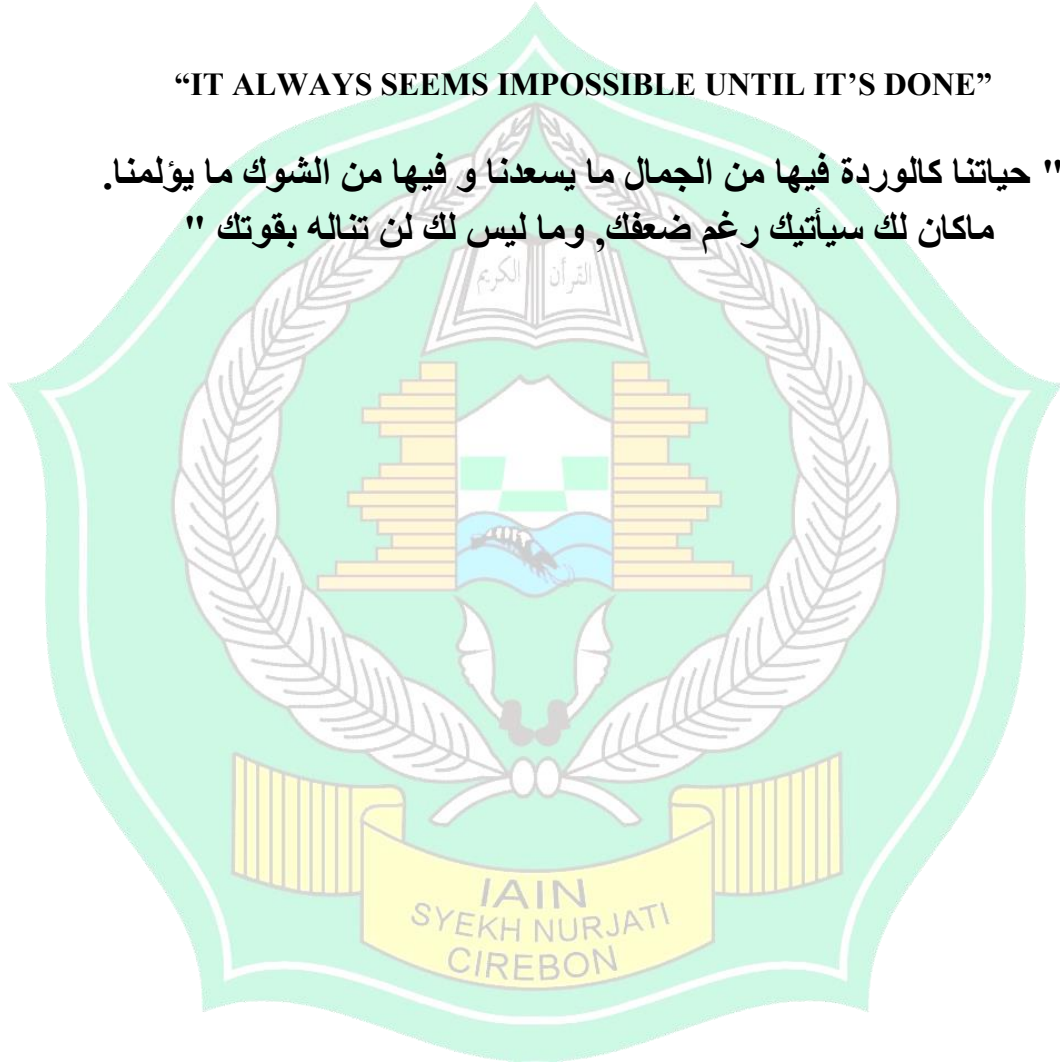 “IT ALWAYS SEEMS IMPOSSIBLE UNTIL IT’S DONE”
" حياتنا كالوردة فيها من الجمال ما يسعدنا و فيها من الشوك ما يؤلمنا.
ماكان لك سيأتيك رغم ضعفك, وما ليس لك لن تناله بقوتك "
القرأن الكريم
IAIN
SYEKH NURJATI
CIREBON